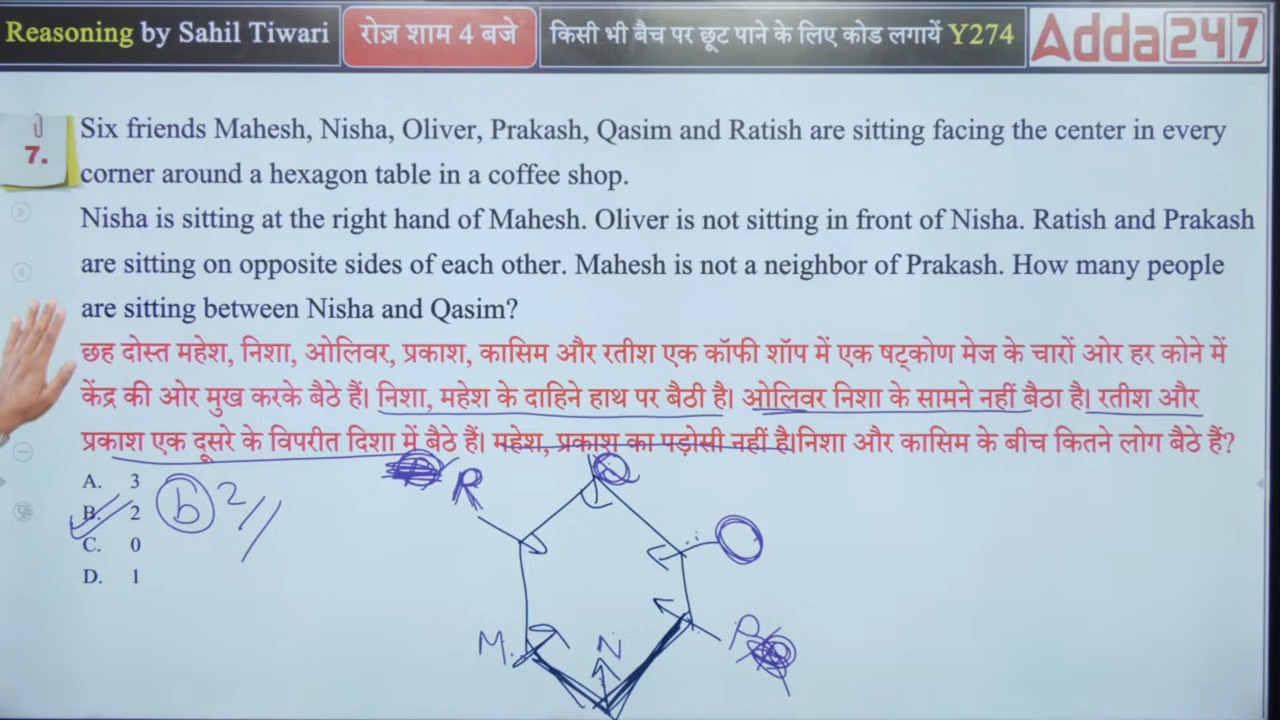 Reasoning by Sahil Tiwari
रोज़ शाम 4 बजे
किसी भी बैच पर छूट पाने के लिए कोड लगायें Y274
Adda247
7.
Six friends Mahesh, Nisha, Oliver, Prakash, Qasim and Ratish are sitting facing the center in every
corner around a hexagon table in a coffee shop.
Nisha is sitting at the right hand of Mahesh. Oliver is not sitting in front of Nisha. Ratish and Prakash
are sitting on opposite sides of each other. Mahesh is not a neighbor of Prakash. How many people
are sitting between Nisha and Qasim?
छह दोस्त महेश, निशा, ओलिवर, प्रकाश, कासिम और रतीश एक कॉफी शॉप में एक षट्कोण मेज के चारों ओर हर कोने में
केंद्र की ओर मुख करके बैठे हैं। निशा, महेश के दाहिने हाथ पर बैठी है। ओलिवर निशा के सामने नहीं बैठा है। रतीश और
प्रकाश एक दूसरे के विपरीत दिशा में बैठे हैं। महेश, प्रकाश का पड़ोसी नहीं है।निशा और कासिम के बीच कितने लोग बैठे हैं?
A. 3
B. 2
C. 0
D. 1
b 2
R
Q
O
M
N
P